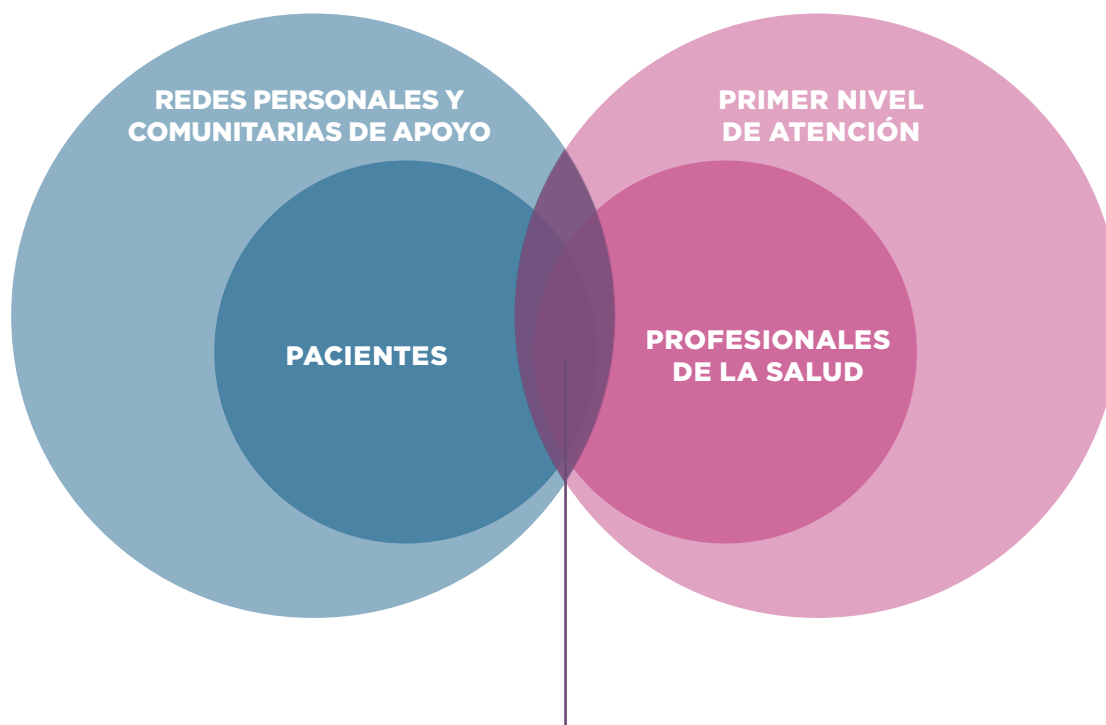 REDES PERSONALES Y
COMUNITARIAS DE APOYO
PRIMER NIVEL
DE ATENCIÓN
PACIENTES
PROFESIONALES
DE LA SALUD